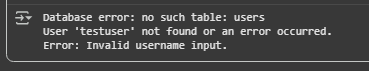 Database error: no such table: users
User 'testuser' not found or an error occurred.
Error: Invalid username input.